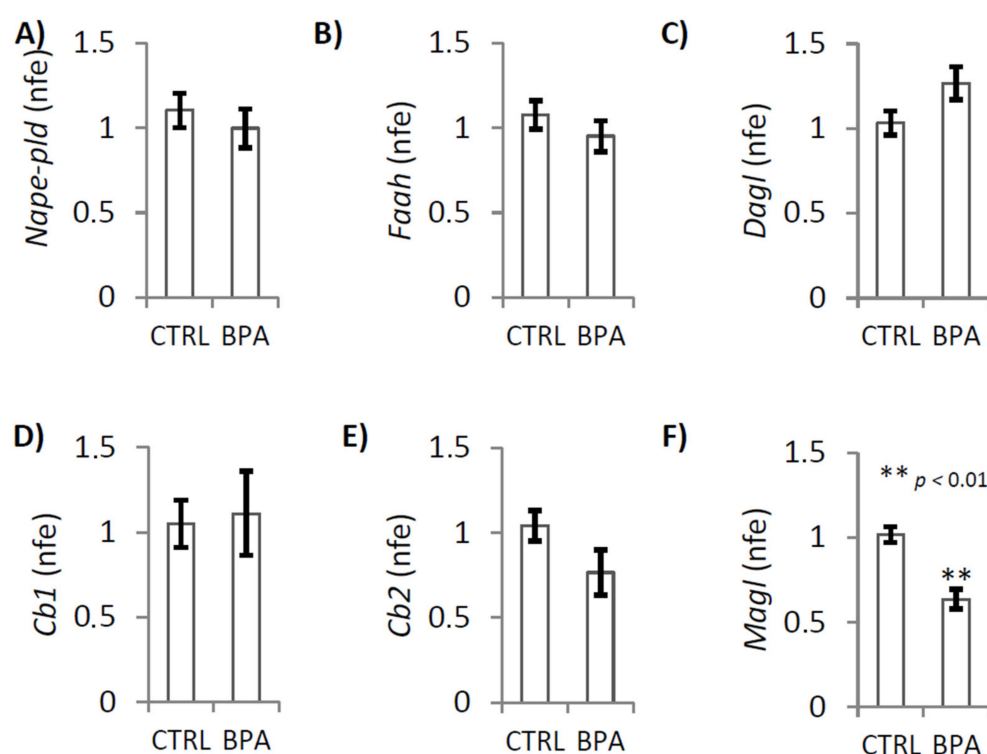 A)
Nape-pld (nfe)
1.5
1
0.5
0
CTRL BPA
B)
Faah (nfe)
1.5
1
0.5
0
CTRL BPA
C)
Dagl (nfe)
1.5
1
0.5
0
CTRL BPA
D)
Cb1 (nfe)
1.5
1
0.5
0
CTRL BPA
E)
Cb2 (nfe)
1.5
1
0.5
0
CTRL BPA
F)
Magl (nfe)
1.5
1
0.5
0
** p < 0.01
**
CTRL BPA